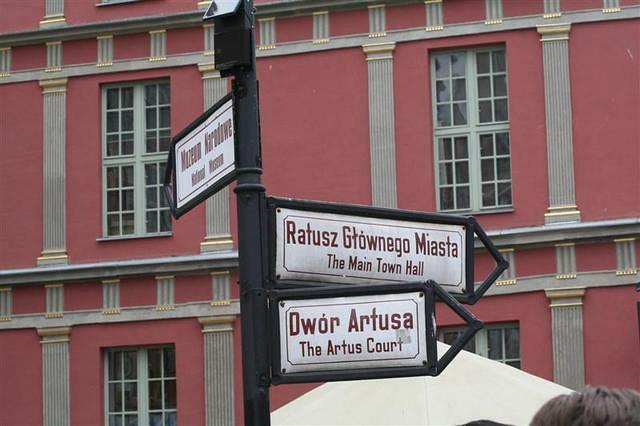 Muzeum Narodowe
National Museum
Ratusz Głównego Miasta
The Main Town Hall
Dwór Artusa
The Artus Court